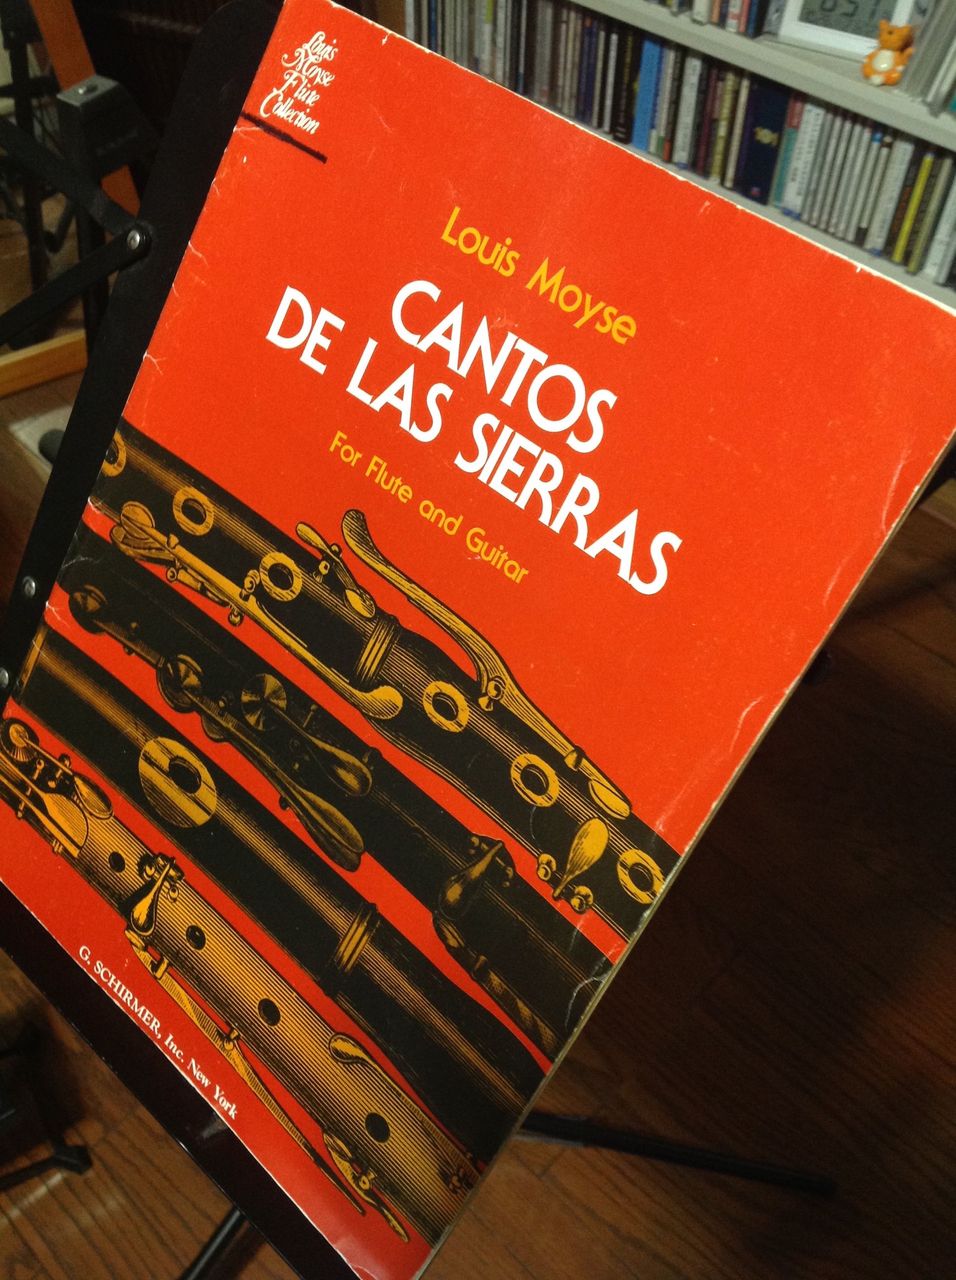 Louis
Moyse
Flute
Collection
Louis Moyse
CANTOS
DE LAS SIERRAS
For Flute and Guitar
G. SCHIRMER, Inc. New York